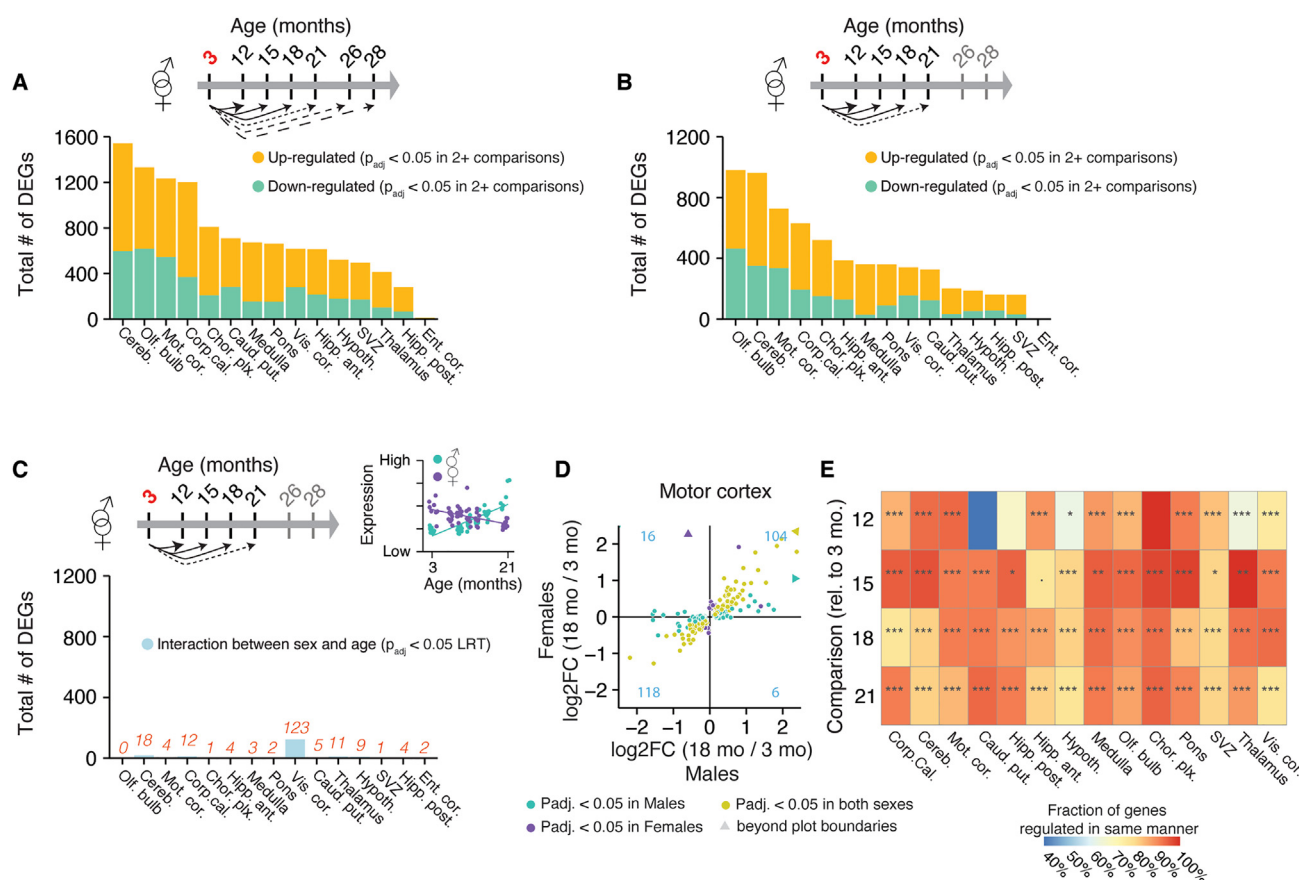 A
Age (months)
3 12 15 18 21 26 28
Total # of DEGs
1600
1200
800
400
0
Up-regulated (padj < 0.05 in 2+ comparisons)
Down-regulated (padj < 0.05 in 2+ comparisons)
Cereb.
Olf. bulb
Mot. cor.
Corp.cal.
Chor. plx.
Caud. put.
Medulla
Pons
Vis. cor.
Hipp. ant.
Hypoth.
SVZ
Thalamus
Hipp. post.
Ent. cor.
B
Age (months)
3 12 15 18 21 26 28
Total # of DEGs
1200
800
400
0
Up-regulated (padj < 0.05 in 2+ comparisons)
Down-regulated (padj < 0.05 in 2+ comparisons)
Olf. bulb
Cereb.
Mot. cor.
Corp.cal.
Chor. plx.
Hipp. ant.
Medulla
Pons
Vis. cor.
Caud. put.
Thalamus
Hypoth.
Hipp. post.
SVZ
Ent. cor.
C
Age (months)
3 12 15 18 21 26 28
High
Expression
Low
3 21
Age (months)
Total # of DEGs
1200
800
400
0
Interaction between sex and age (padj < 0.05 LRT)
0 18 4 12 1 4 3 2 123 5 11 9 1 4 2
Olf. bulb
Cereb.
Mot. cor.
Corp.cal.
Chor. plx.
Hipp. ant.
Medulla
Pons
Vis. cor.
Caud. put.
Thalamus
Hypoth.
SVZ
Hipp. post.
Ent. cor.
D
Motor cortex
16 104
118 6
Females
log2FC (18 mo / 3 mo)
2
1
0
−1
−2
−2 −1 0 1 2
log2FC (18 mo / 3 mo)
Males
Padj. < 0.05 in Males
Padj. < 0.05 in both sexes
Padj. < 0.05 in Females
beyond plot boundaries
E
Comparison (rel. to 3 mo.)
12
*** *** *** *** * *** *** *** *** *** ***
15
*** *** *** *** * . *** ** *** *** *** * ** ***
18
*** *** *** *** *** *** *** *** *** *** *** *** *** ***
21
*** *** *** *** *** *** *** *** *** *** *** *** *** ***
Corp.Cal.
Cereb.
Mot. cor.
Caud. put.
Hipp. post.
Hipp. ant.
Hypoth.
Medulla
Olf. bulb
Chor. plx.
Pons
SVZ
Thalamus
Vis. cor.
Fraction of genes
regulated in same manner
40% 50% 60% 70% 80% 90% 100%